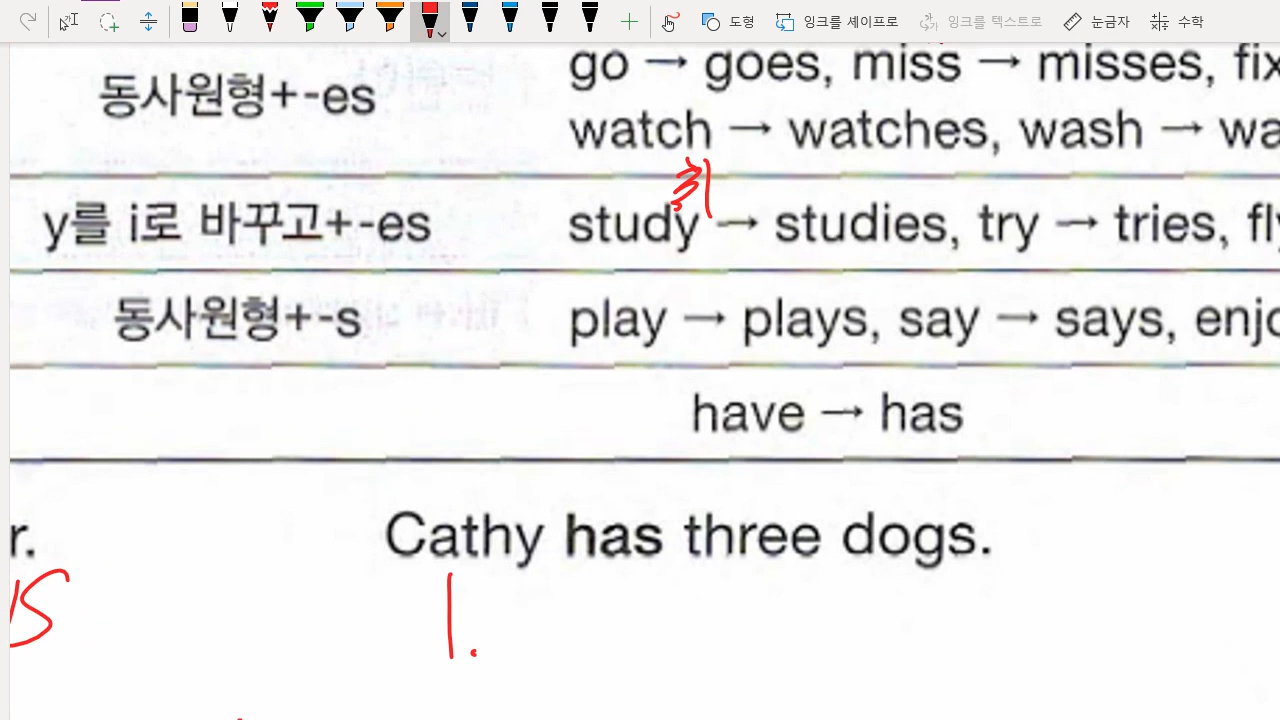 도형 잉크를 셰이프로 잉크를 텍스트로 눈금자 수학
동사원형+-es
go → goes, miss → misses, fix
watch → watches, wash → wa
취
y를 i로 바꾸고+-es
study → studies, try → tries, fly
동사원형+-s
play → plays, say → says, enjo
have → has
r.
Cathy has three dogs.
1.